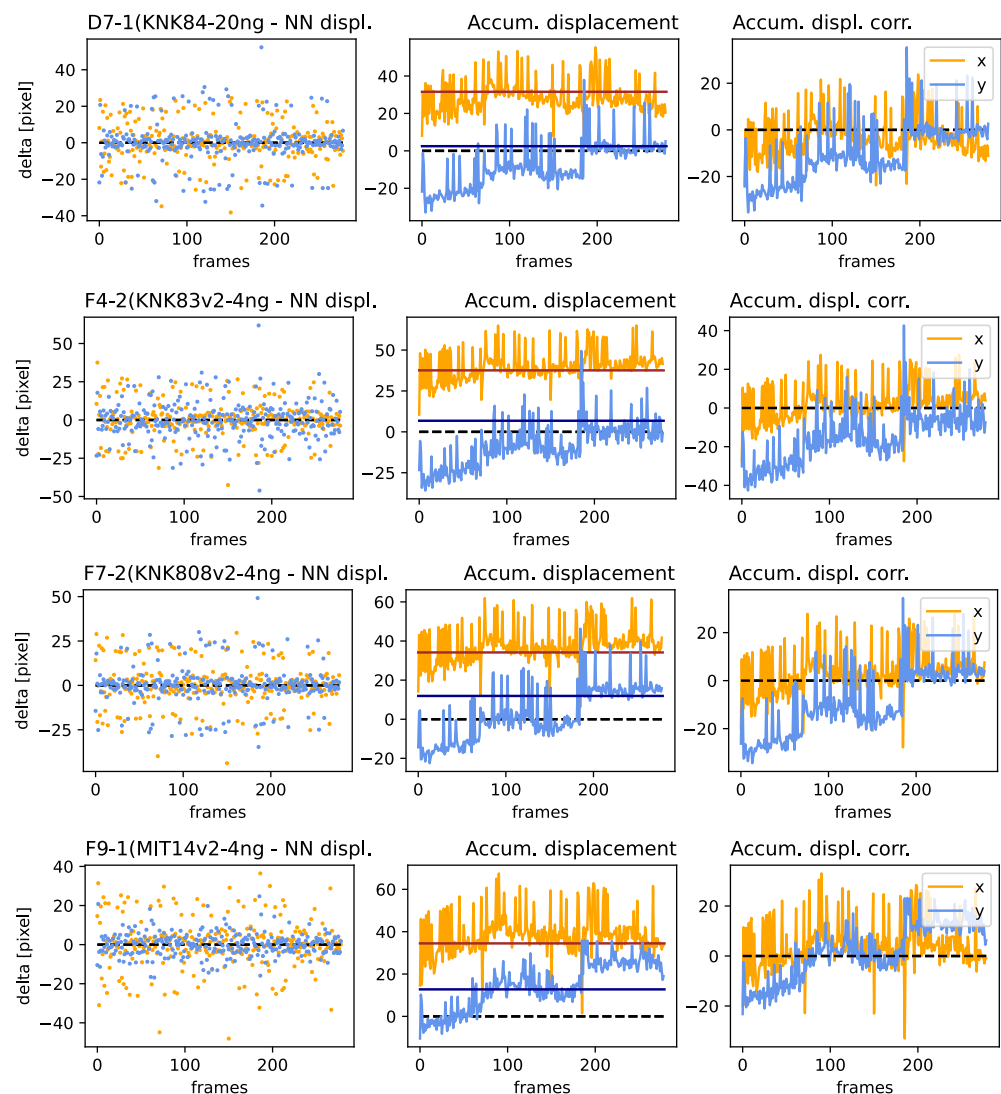 D7-1(KNK84-20ng - NN displ.
Accum. displacement
Accum. displ. corr.
delta [pixel]
40
20
0
−20
−40
0
100
200
frames
40
20
0
−20
0
200
frames
20
0
−20
0
200
frames
x
y
F4-2(KNK83v2-4ng - NN displ.
Accum. displacement
Accum. displ. corr.
delta [pixel]
50
25
0
−25
−50
0
100
200
frames
50
25
0
−25
0
100
200
frames
40
20
0
−20
−40
0
100
200
frames
x
y
F7-2(KNK808v2-4ng - NN displ.
Accum. displacement
Accum. displ. corr.
delta [pixel]
50
25
0
−25
0
100
200
frames
60
40
20
0
−20
0
100
200
frames
20
0
−20
0
100
200
frames
x
y
F9-1(MIT14v2-4ng - NN displ.
Accum. displacement
Accum. displ. corr.
delta [pixel]
40
20
0
−20
−40
0
100
200
frames
60
40
20
0
0
100
200
frames
20
0
−20
0
100
200
frames
x
y